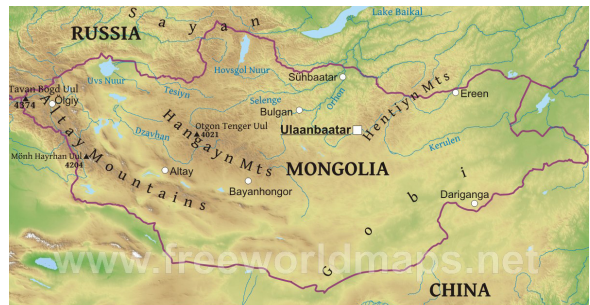 Lake Baikal
Sayan
RUSSIA
Hovsgol Nuur
Uvs Nuur
Sühbaatar
Tavan Bogd Uul
4374
Olgiy
Tesiyn
Selenge
Orhon
Hentiyn Mts
Ereen
Bulgan
Altay Mountains
Hangayn Mts
Dzavhan
Otgon Tenger Uul
4021
Ulaanbaatar
Kerulen
Mönh Hayrhan Uul
4204
Altay
MONGOLIA
Bayanhongor
Gobi
Dariganga
www.freeworldmaps.net
CHINA